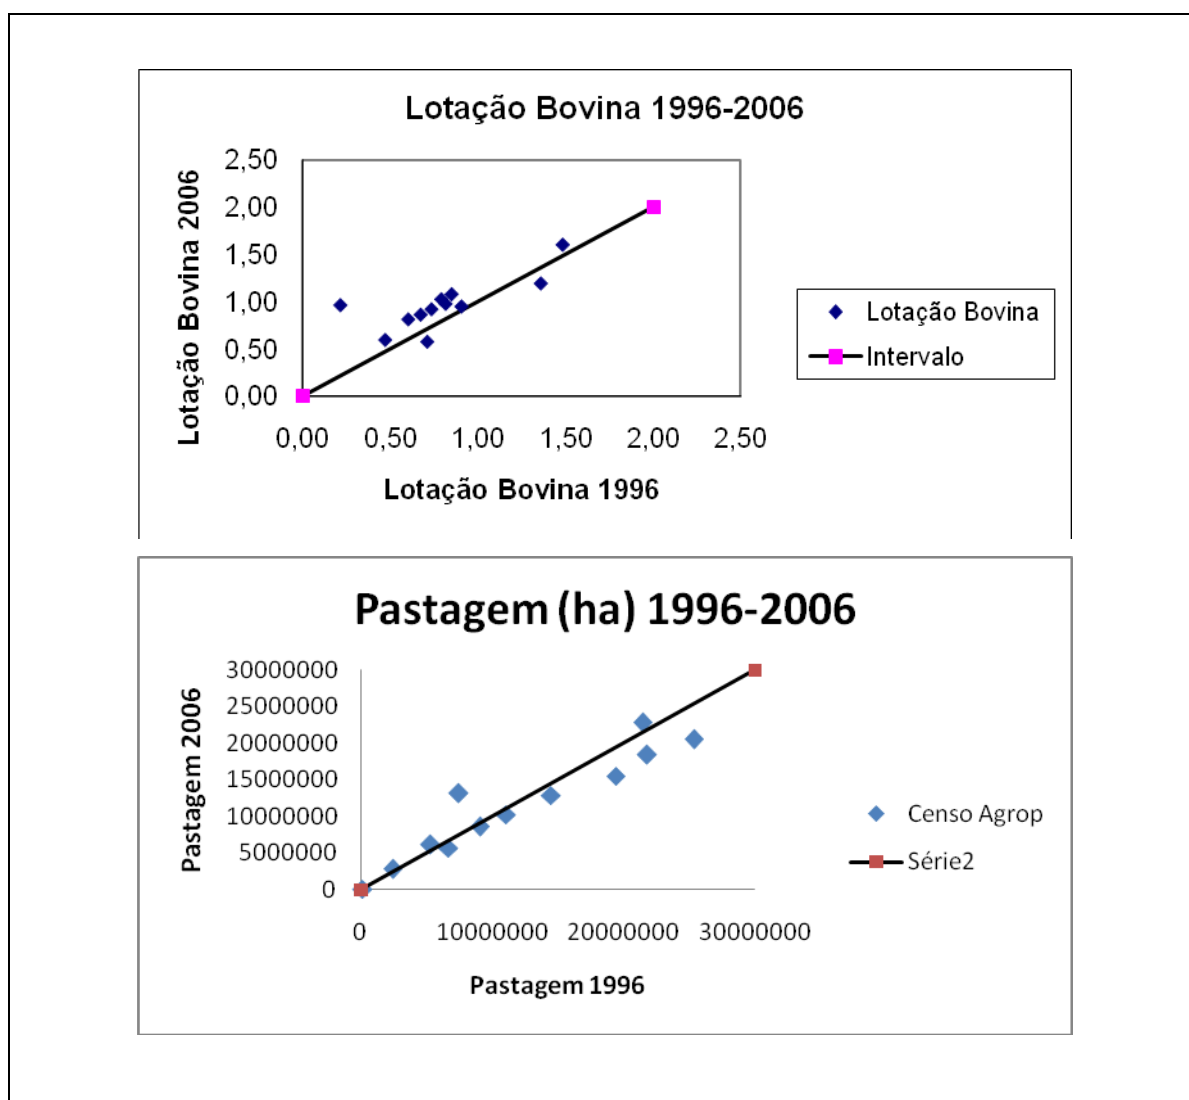 Lotação Bovina 1996-2006
Lotação Bovina 2006
2,50
2,00
1,50
1,00
0,50
0,00
0,00 0,50 1,00 1,50 2,00 2,50
Lotação Bovina 1996
Lotação Bovina
Intervalo
Pastagem (ha) 1996-2006
Pastagem 2006
30000000
25000000
20000000
15000000
10000000
5000000
0
0 10000000 20000000 30000000
Pastagem 1996
Censo Agrop
Série2